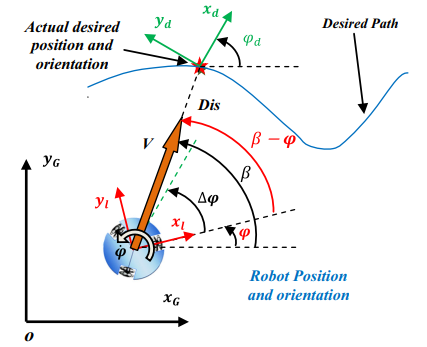 Actual desired
position and
orientation
y_d
x_d
φ_d
Desired Path
Dis
V
β − φ
β
Δφ
y_G
y_l
x_l
φ
φ̇
Robot Position
and orientation
x_G
o